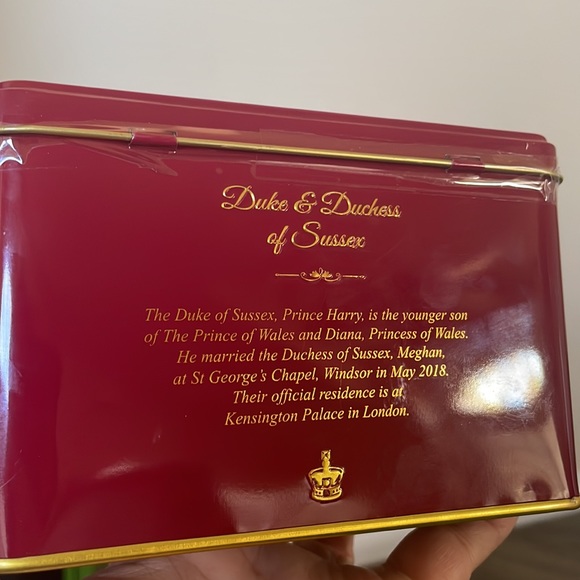 Duke & Duchess
of Sussex
The Duke of Sussex, Prince Harry, is the younger son
of The Prince of Wales and Diana, Princess of Wales.
He married the Duchess of Sussex, Meghan,
at St George's Chapel, Windsor in May 2018.
Their official residence is at
Kensington Palace in London.